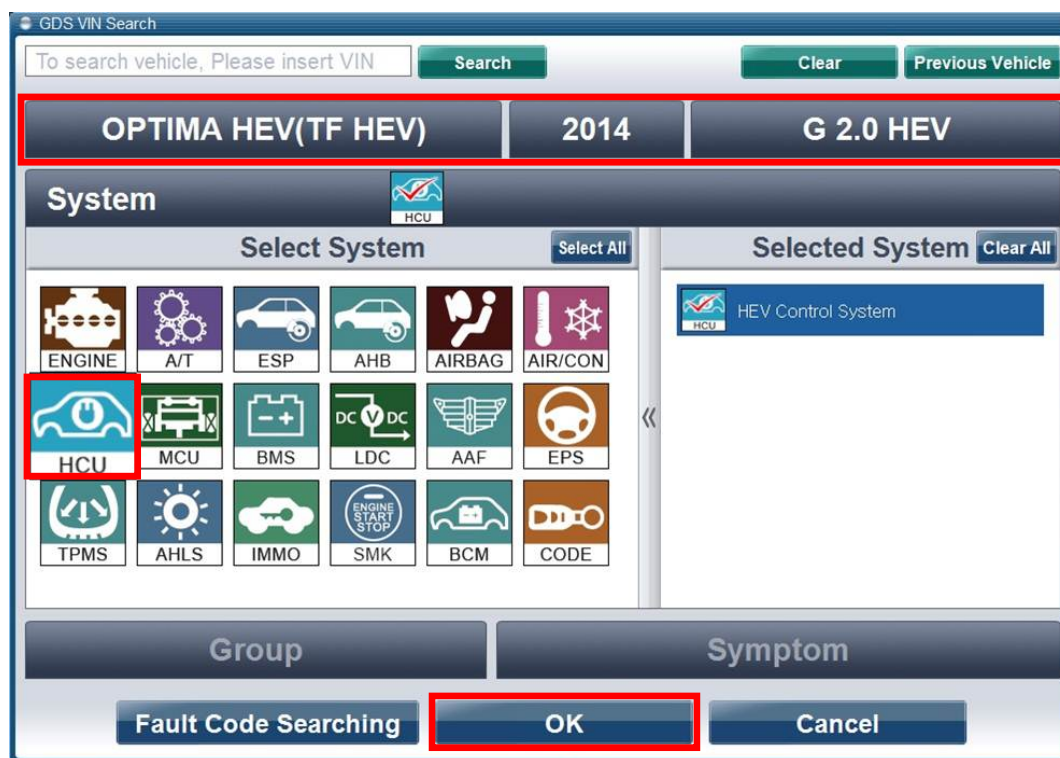 GDS VIN Search
To search vehicle, Please insert VIN Search Clear Previous Vehicle
OPTIMA HEV(TF HEV) 2014 G 2.0 HEV
System HCU
Select System Select All Selected System Clear All
HCU HEV Control System
ENGINE A/T ESP AHB AIRBAG AIR/CON
DC V DC
HCU MCU BMS LDC AAF EPS
ENGINE
START
STOP
TPMS AHLS IMMO SMK BCM CODE
Group Symptom
Fault Code Searching OK Cancel